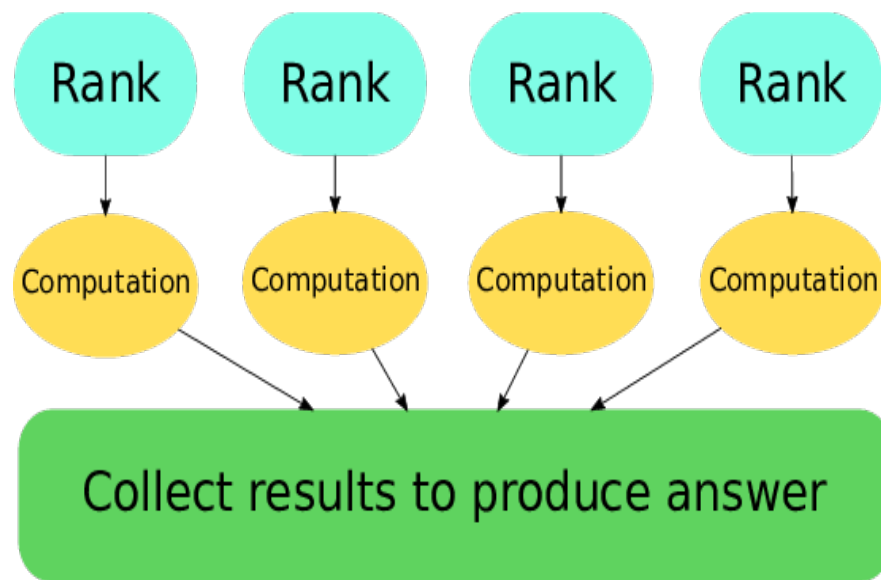 Rank Rank Rank Rank
Computation Computation Computation Computation
Collect results to produce answer